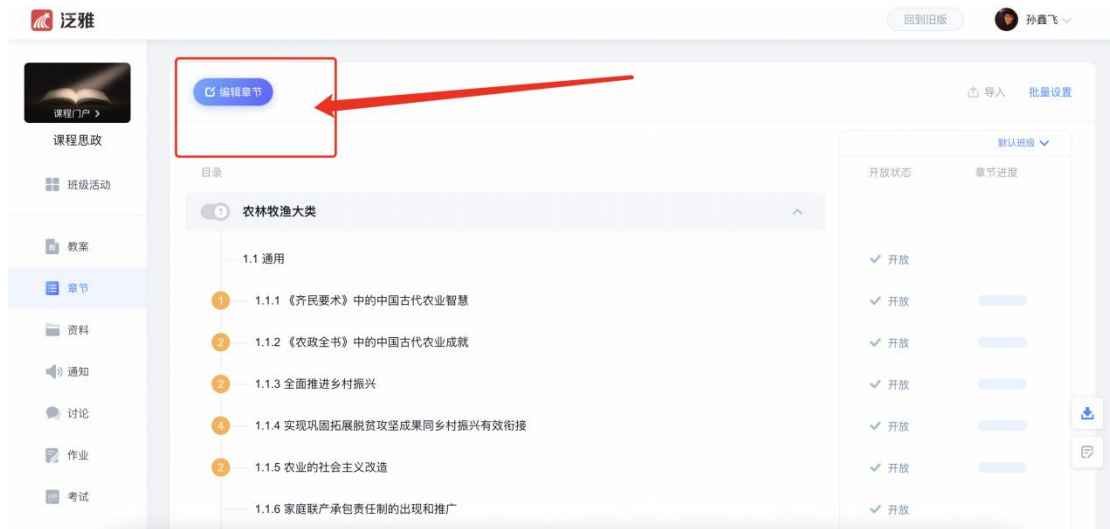 泛雅
回到旧版
孙鑫飞
课程门户
课程思政
班级活动
教案
章节
资料
通知
讨论
作业
考试
编辑章节
导入
批量设置
默认班级
目录
开放状态
章节进度
1 农林牧渔大类
1.1 通用
开放
1 1.1.1 《齐民要术》中的中国古代农业智慧
开放
2 1.1.2 《农政全书》中的中国古代农业成就
开放
2 1.1.3 全面推进乡村振兴
开放
4 1.1.4 实现巩固拓展脱贫攻坚成果同乡村振兴有效衔接
开放
2 1.1.5 农业的社会主义改造
开放
1.1.6 家庭联产承包责任制的出现和推广
开放